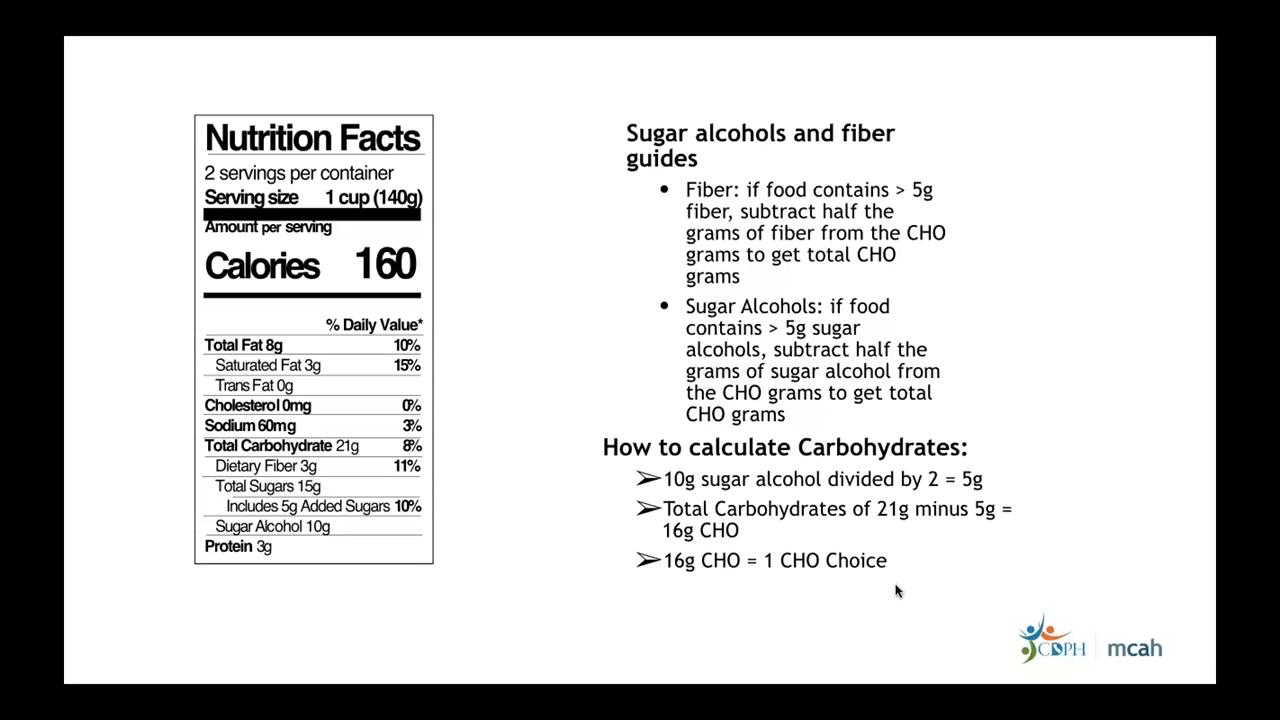 Nutrition Facts
2 servings per container
Serving size 1 cup (140g)
Amount per serving
Calories 160
% Daily Value*
Total Fat 8g 10%
Saturated Fat 3g 15%
Trans Fat 0g
Cholesterol 0mg 0%
Sodium 60mg 3%
Total Carbohydrate 21g 8%
Dietary Fiber 3g 11%
Total Sugars 15g
Includes 5g Added Sugars 10%
Sugar Alcohol 10g
Protein 3g
Sugar alcohols and fiber
guides
• Fiber: if food contains > 5g
fiber, subtract half the
grams of fiber from the CHO
grams to get total CHO
grams
• Sugar Alcohols: if food
contains > 5g sugar
alcohols, subtract half the
grams of sugar alcohol from
the CHO grams to get total
CHO grams
How to calculate Carbohydrates:
➢10g sugar alcohol divided by 2 = 5g
➢Total Carbohydrates of 21g minus 5g =
16g CHO
➢16g CHO = 1 CHO Choice
CDPH mcah